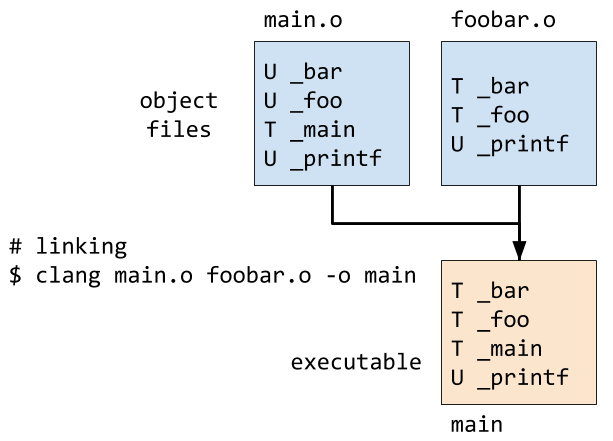 main.o
foobar.o
object
files
U _bar
U _foo
T _main
U _printf
T _bar
T _foo
U _printf
# linking
$ clang main.o foobar.o -o main
executable
T _bar
T _foo
T _main
U _printf
main